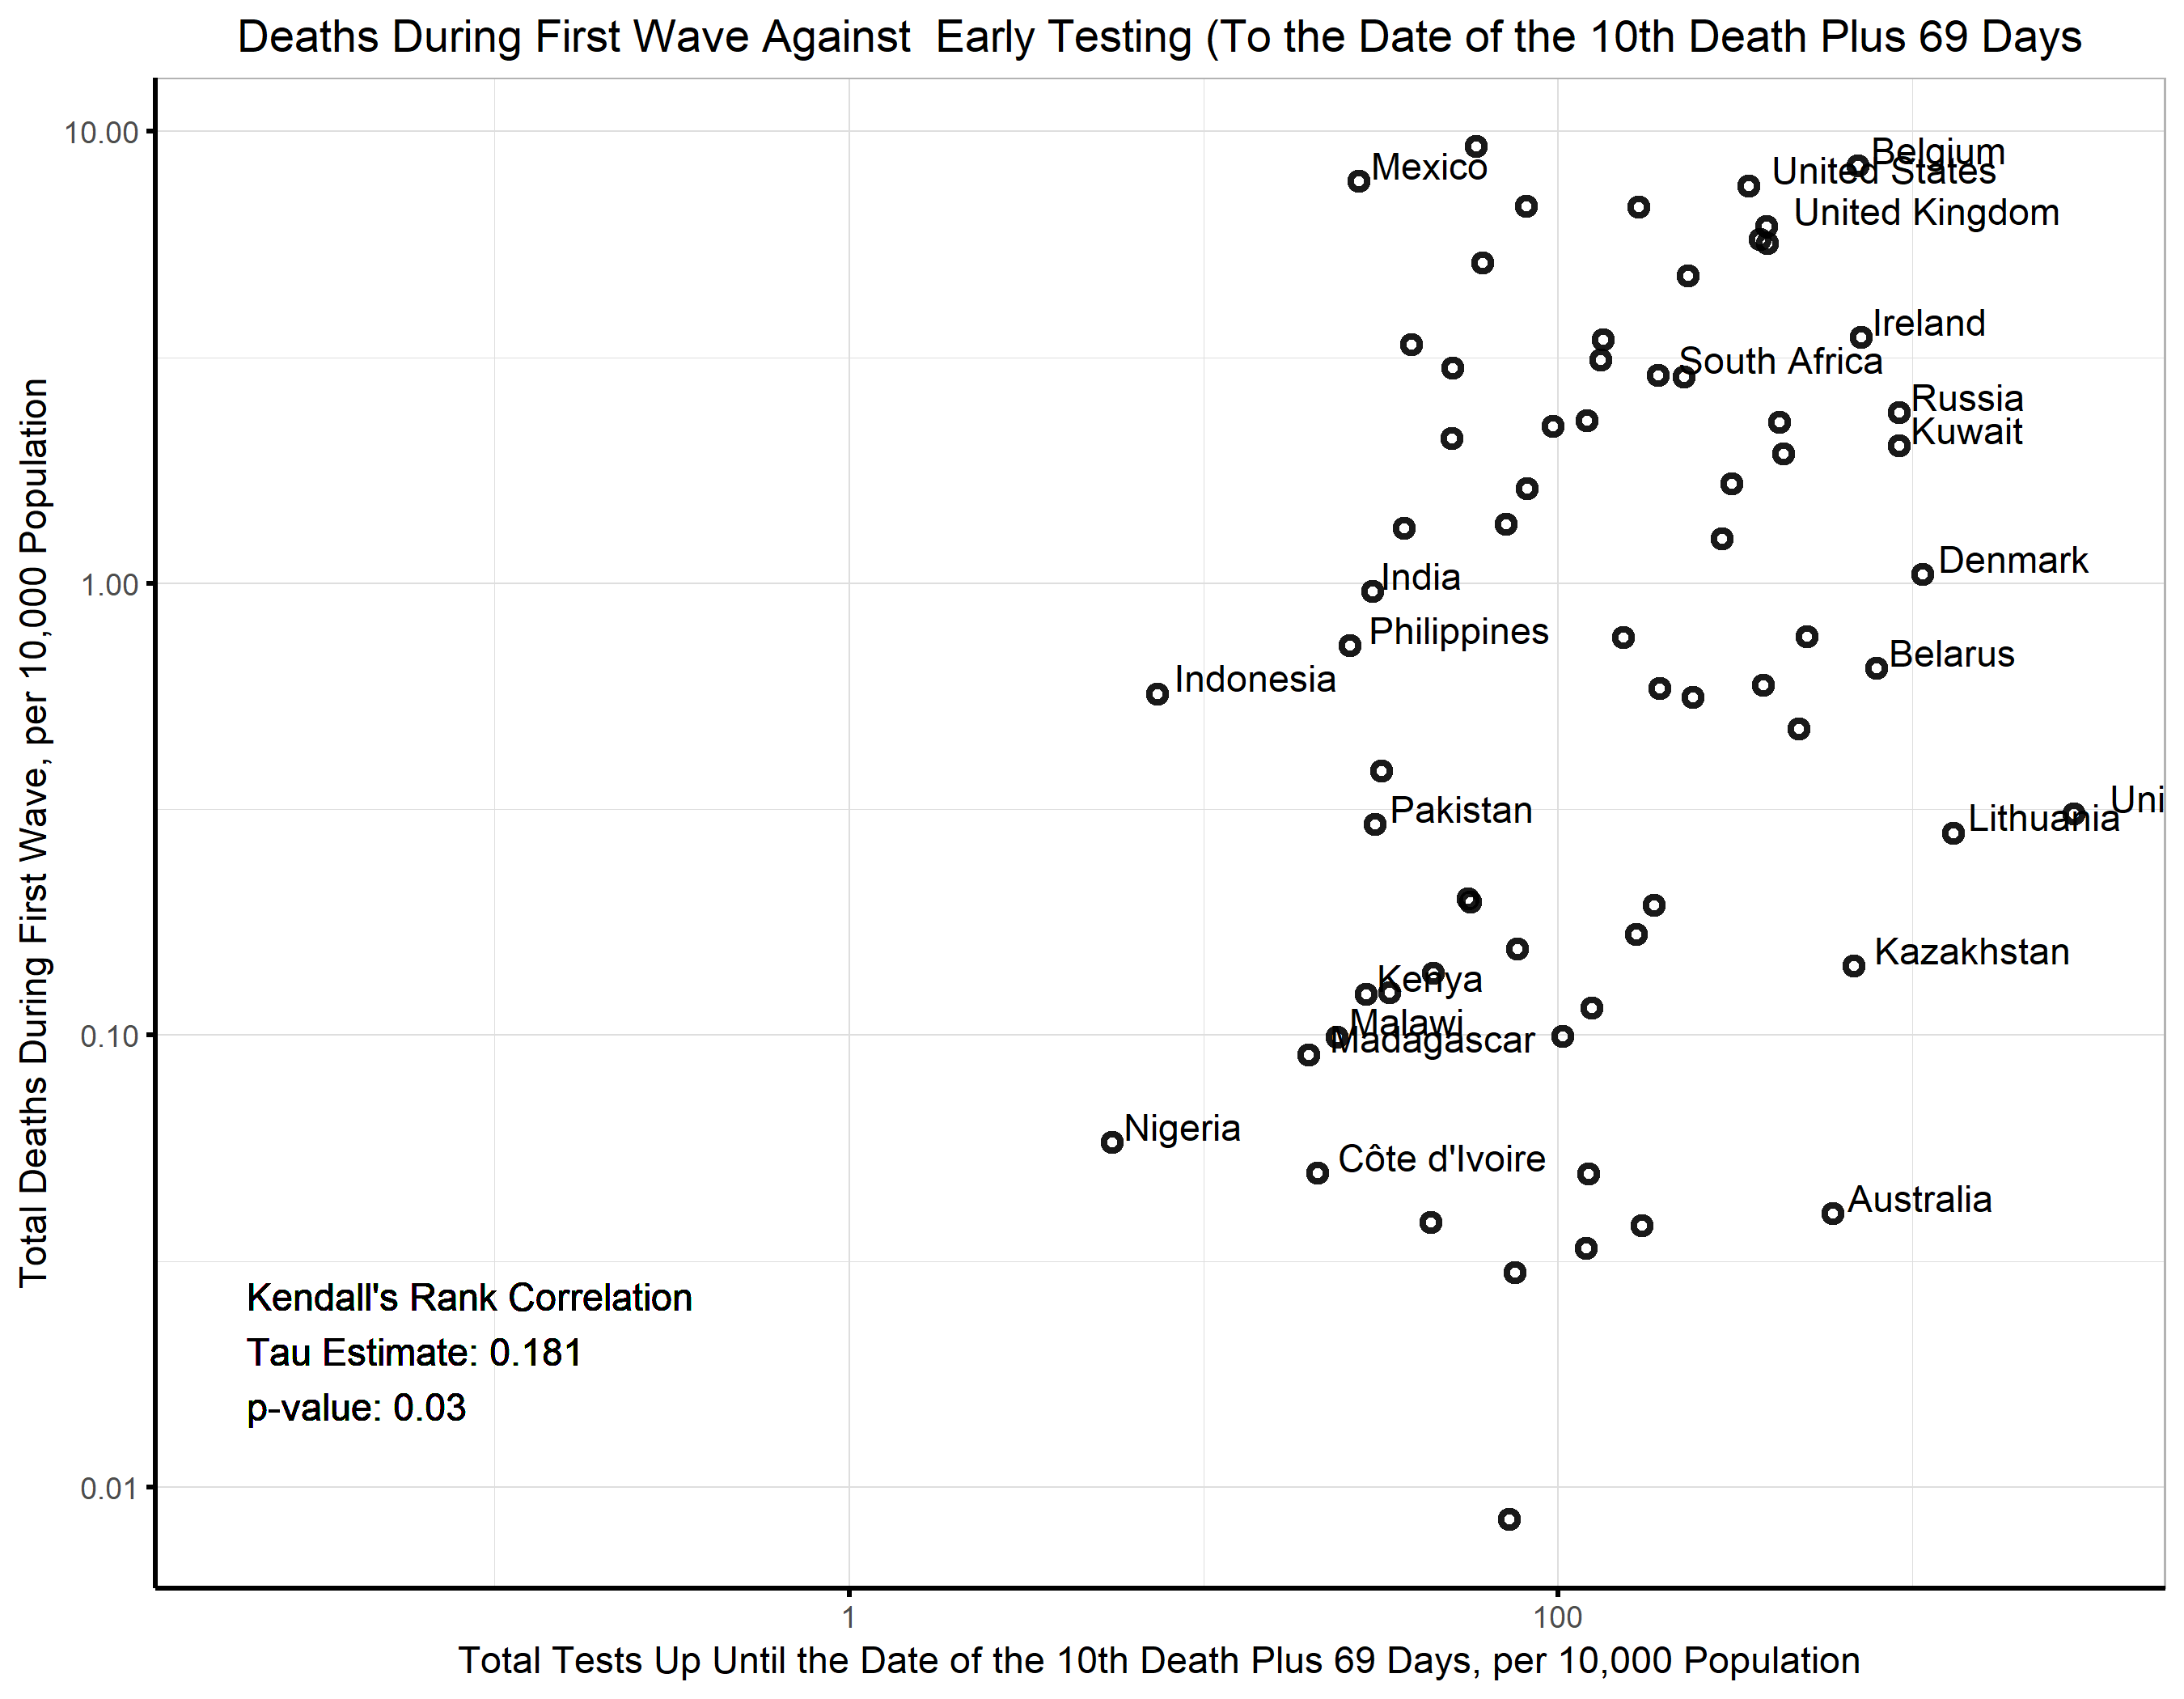 Deaths During First Wave Against  Early Testing (To the Date of the 10th Death Plus 69 Days
Total Deaths During First Wave, per 10,000 Population
10.00
1.00
0.10
0.01
Belgium
Mexico
United States
United Kingdom
Ireland
South Africa
Russia
Kuwait
Denmark
India
Philippines
Belarus
Indonesia
Uni
Pakistan
Lithuania
Kazakhstan
Kenya
Malawi
Madagascar
Nigeria
Côte d'Ivoire
Australia
Kendall's Rank Correlation
Tau Estimate: 0.181
p-value: 0.03
1
100
Total Tests Up Until the Date of the 10th Death Plus 69 Days, per 10,000 Population